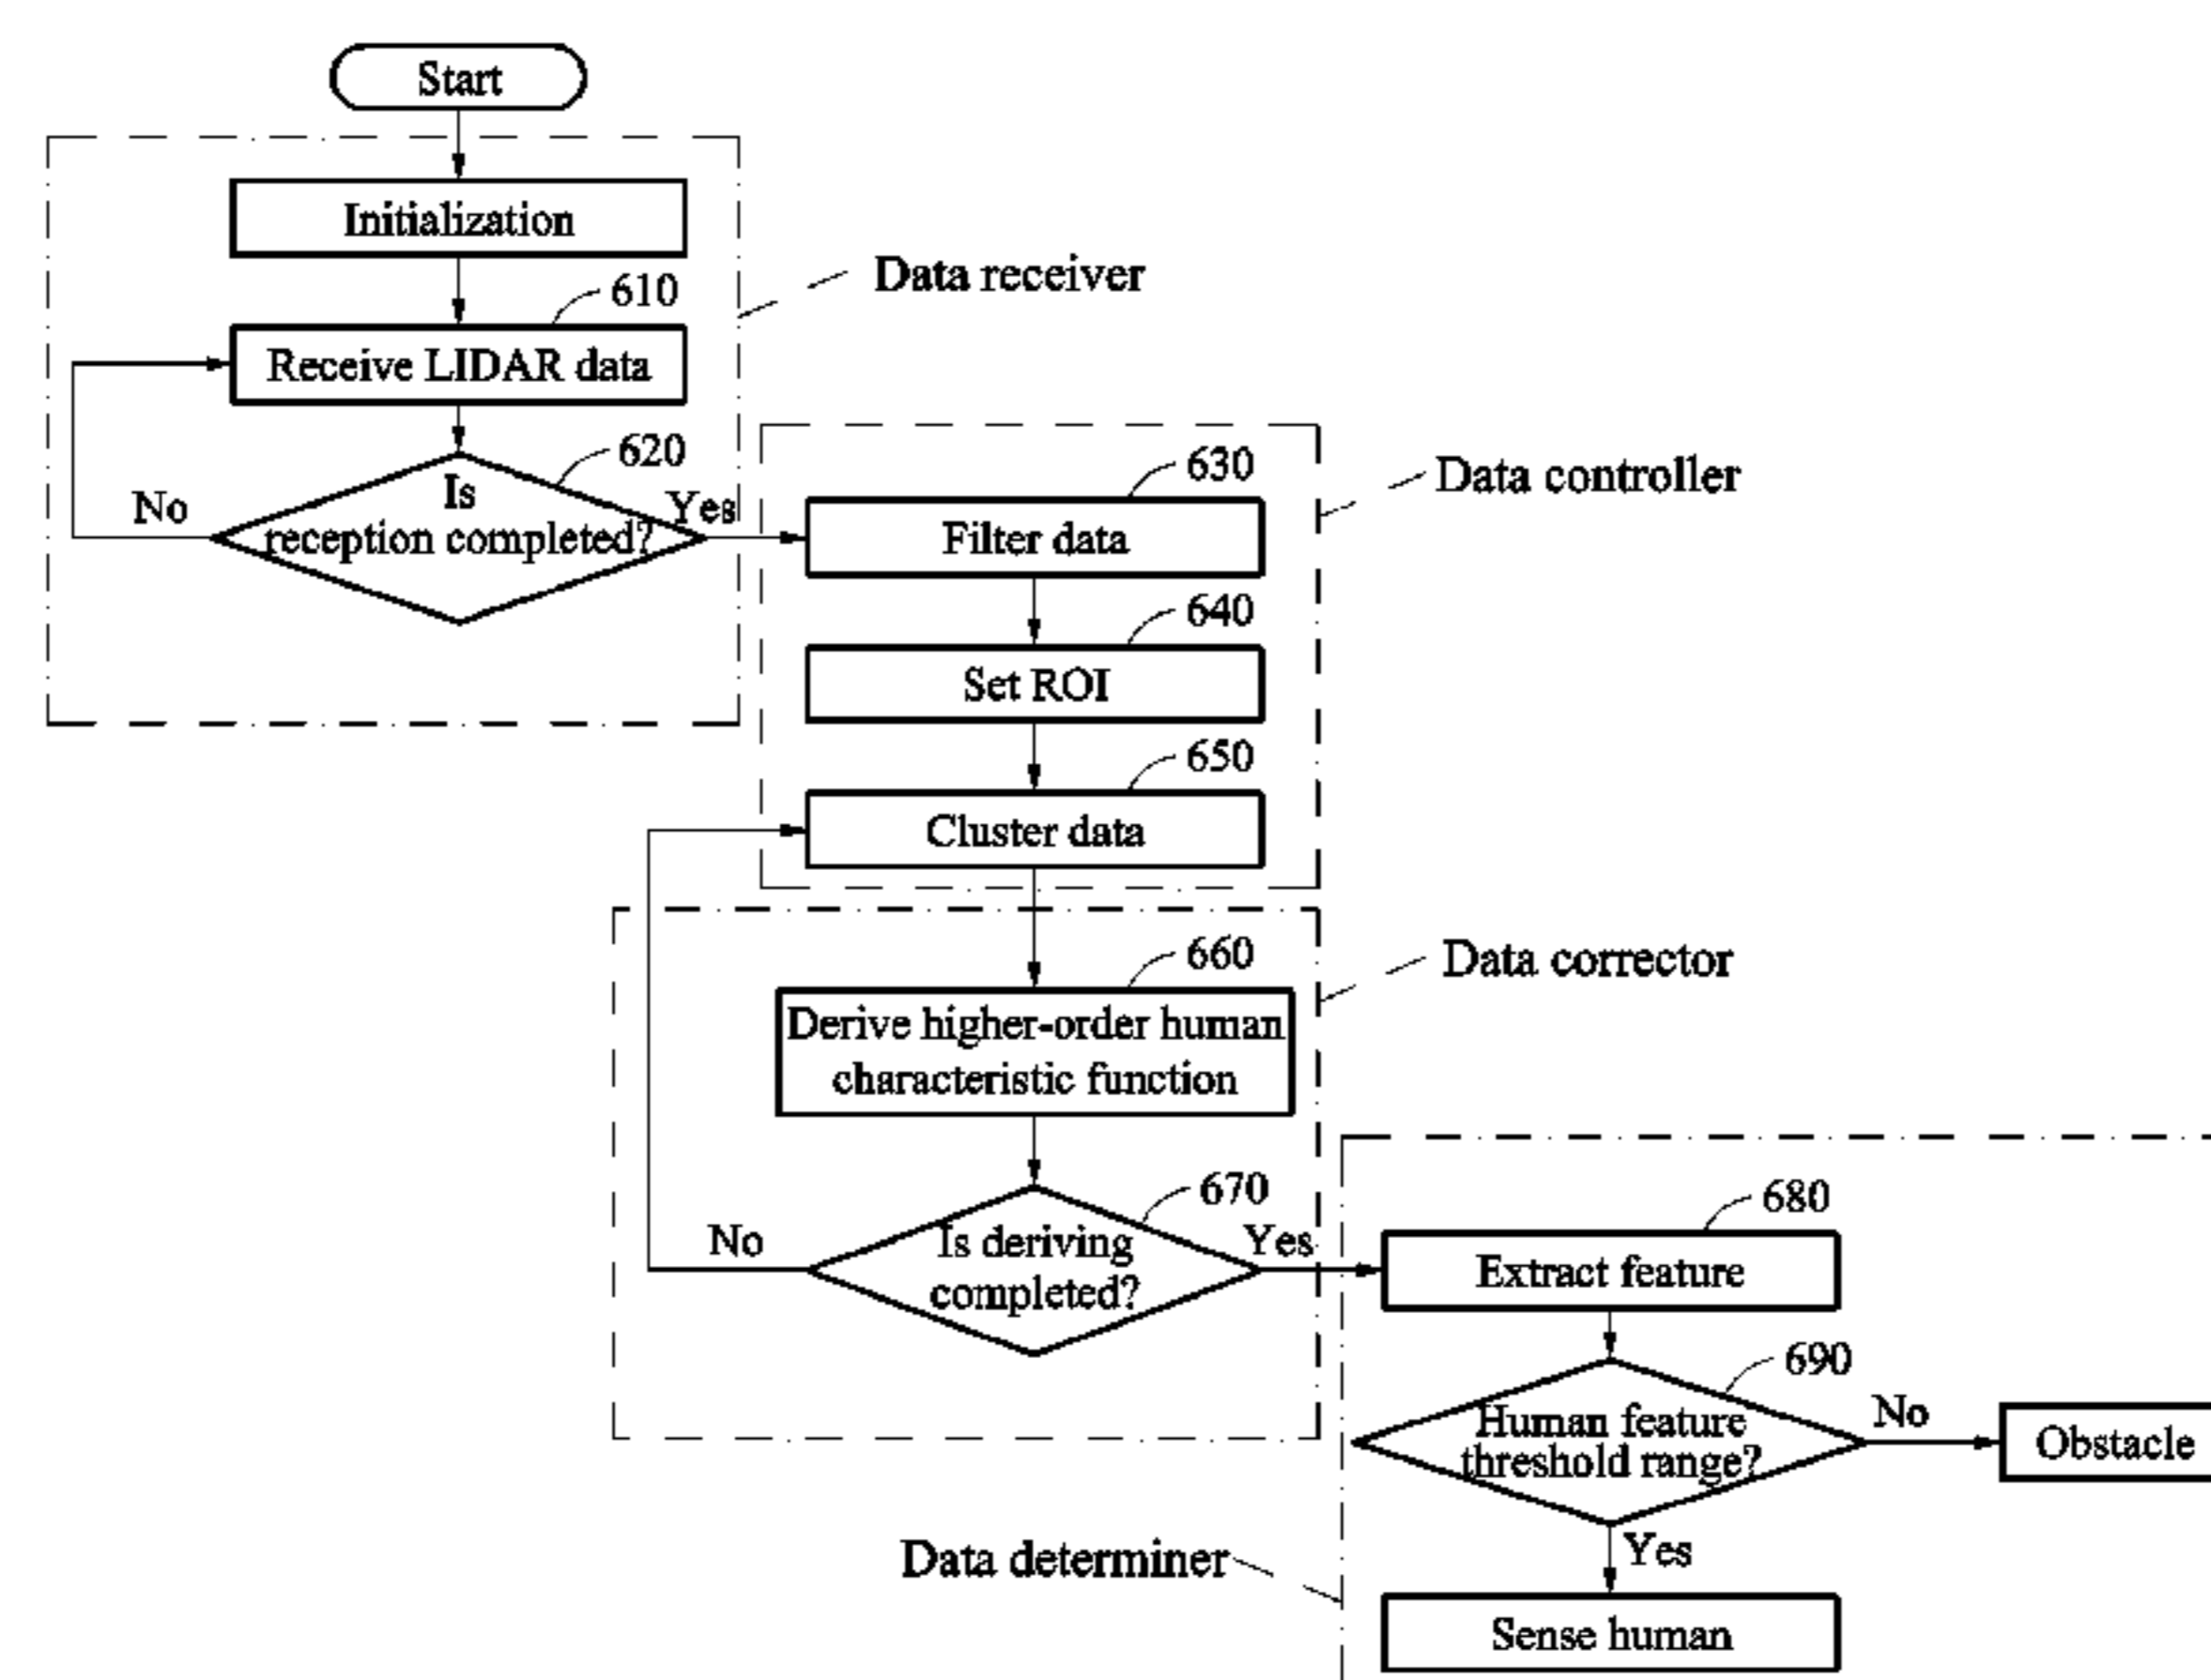 Start
Initialization
Data receiver
610
Receive LIDAR data
620
Is
reception completed?
No
Yes
630
Data controller
Filter data
640
Set ROI
650
Cluster data
660
Data corrector
Derive higher-order human
characteristic function
670
Is deriving
completed?
No
Yes
680
Extract feature
690
Human feature
threshold range?
No
Obstacle
Yes
Data determiner
Sense human